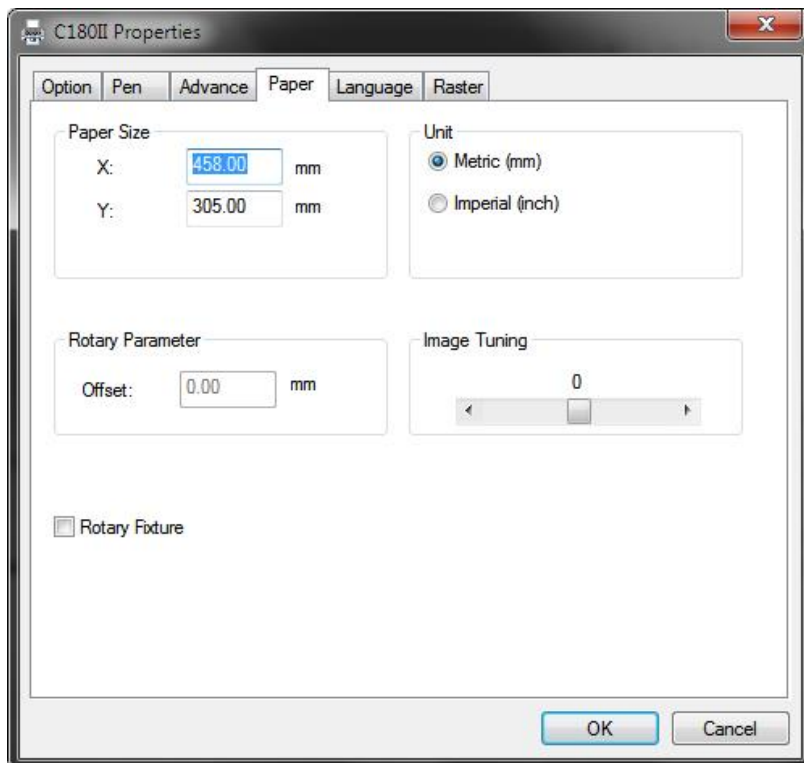 C180II Properties
Option Pen Advance Paper Language Raster
Paper Size
X: 458.00 mm
Y: 305.00 mm
Unit
Metric (mm)
Imperial (inch)
Rotary Parameter
Offset: 0.00 mm
Image Tuning
0
Rotary Fixture
OK Cancel